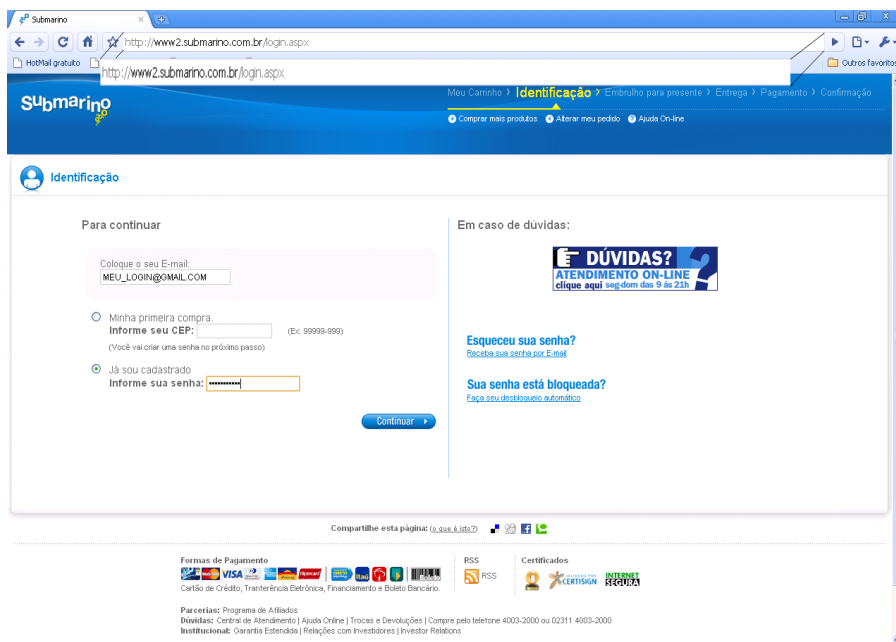 Submarino
http://www2.submarino.com.br/login.aspx
HotMail gratuito
Outros favoritos
http://www2.submarino.com.br/login.aspx
submarino
Meu Carrinho > Identificação > Embrulho para presente > Entrega > Pagamento > Confirmação
Comprar mais produtos Alterar meu pedido Ajuda On-line
Identificação
Para continuar
Coloque o seu E-mail:
MEU_LOGIN@GMAIL.COM
Minha primeira compra.
Informe seu CEP: (Ex: 99999-999)
(Você vai criar uma senha no próximo passo)
Já sou cadastrado
Informe sua senha: •••••••••••
Continuar
Em caso de dúvidas:
DÚVIDAS?
ATENDIMENTO ON-LINE
clique aqui seg-dom das 9 às 21h
Esqueceu sua senha?
Receba sua senha por E-mail
Sua senha está bloqueada?
Faça seu desbloqueio automático
Compartilhe esta página: (o que é isto?)
Formas de Pagamento
VISA Hipercard Itaú Boleto
Cartão de Crédito, Tranferência Eletrônica, Financiamento e Boleto Bancário.
RSS
RSS
Certificados
CERTISIGN INTERNET SEGURA
Parcerias: Programa de Afiliados
Dúvidas: Central de Atendimento | Ajuda Online | Trocas e Devoluções | Compre pelo telefone 4003-2000 ou 02311 4003-2000
Institucional: Garantia Estendida | Relações com Investidores | Investor Relations